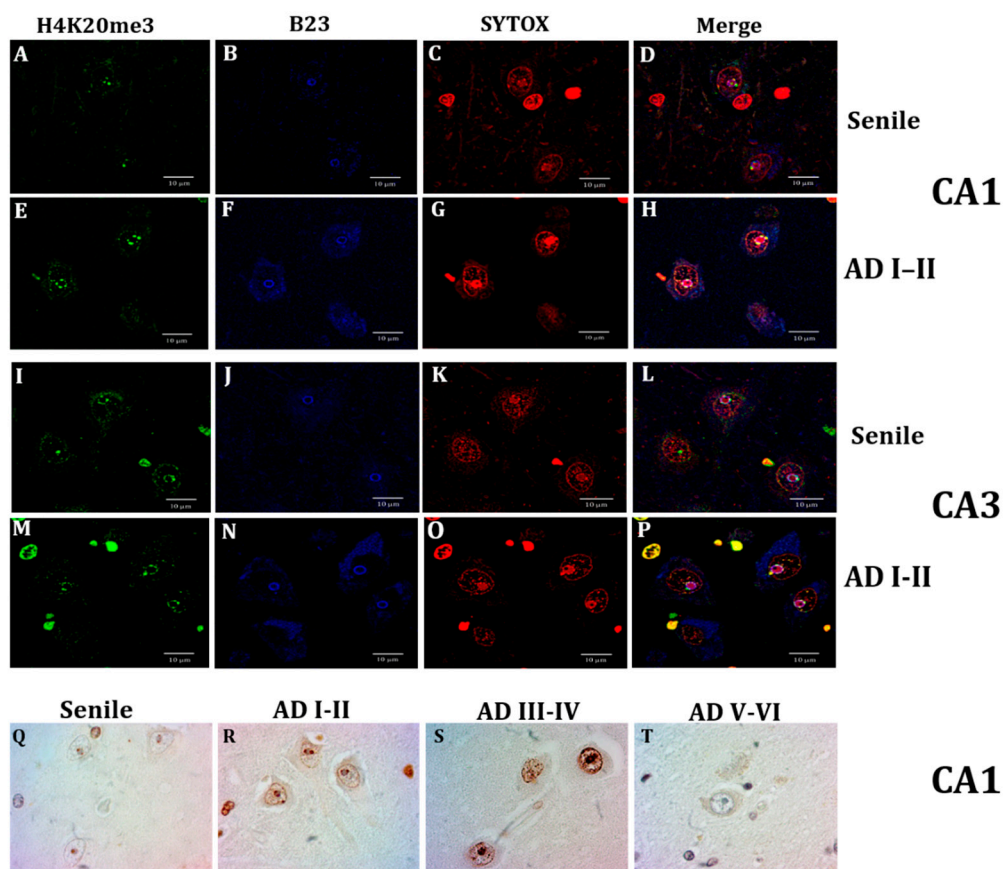 H4K20me3 B23 SYTOX Merge
A B C D
10 µm 10 µm 10 µm 10 µm
Senile
CA1
E F G H
10 µm 10 µm 10 µm 10 µm
AD I–II
I J K L
10 µm 10 µm 10 µm 10 µm
Senile
CA3
M N O P
10 µm 10 µm 10 µm 10 µm
AD I-II
Senile AD I-II AD III-IV AD V-VI
Q R S T
CA1